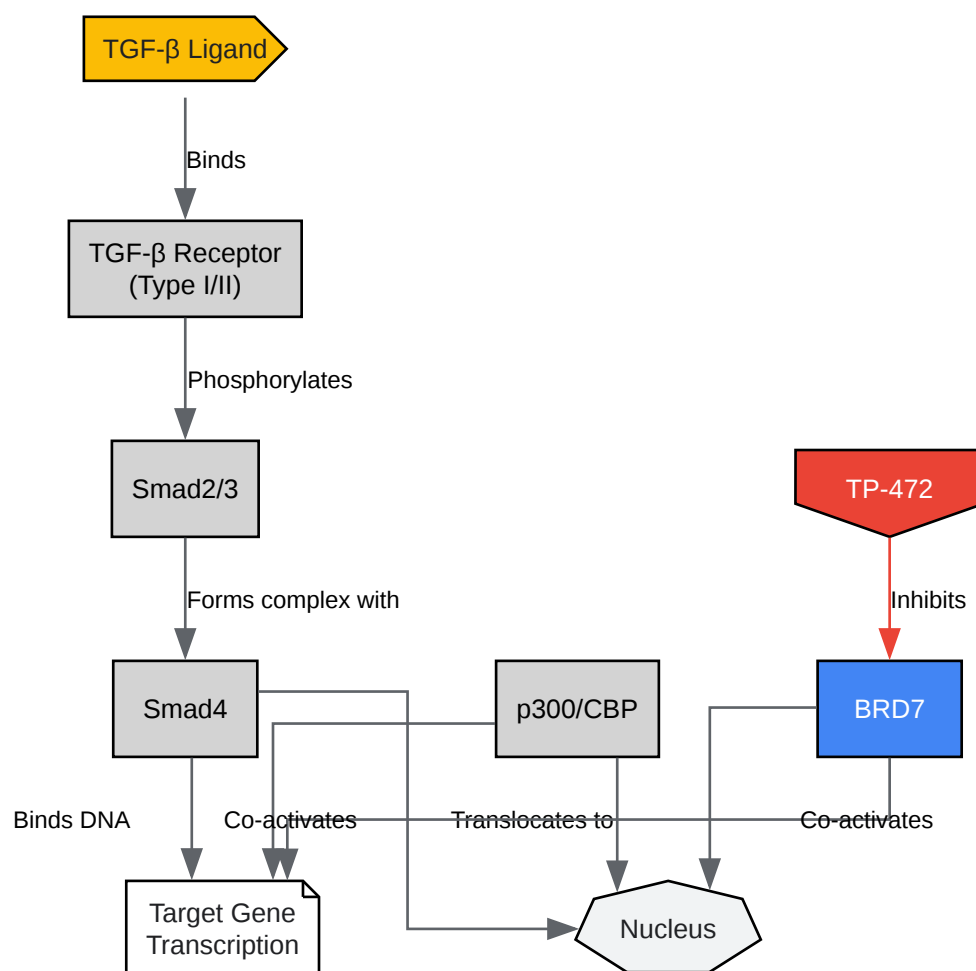 TGF-β Ligand
Binds
TGF-β Receptor
(Type I/II)
Phosphorylates
Smad2/3
TP-472
Forms complex with
Inhibits
Smad4
p300/CBP
BRD7
Binds DNA
Co-activates
Translocates to
Co-activates
Target Gene
Transcription
Nucleus